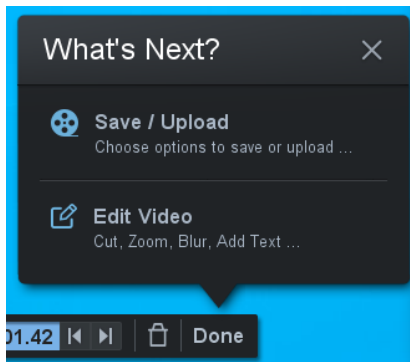 What's Next?
Save / Upload
Choose options to save or upload ...
Edit Video
Cut, Zoom, Blur, Add Text ...
01.42 Done